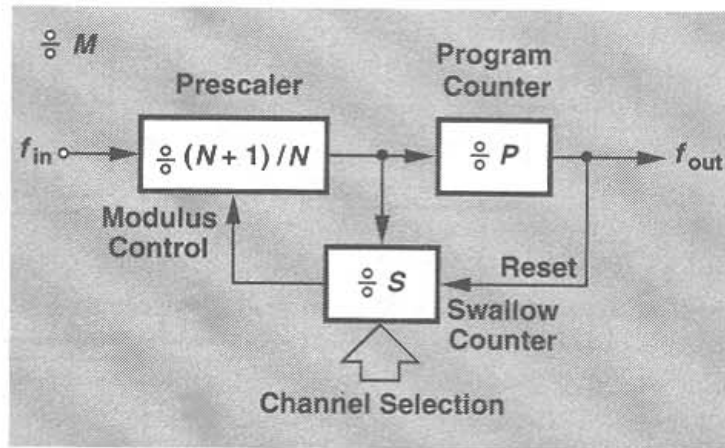 ÷ M
Program
Counter
Prescaler
f_in
÷ (N + 1) / N
÷ P
f_out
Modulus
Control
÷ S
Reset
Swallow
Counter
Channel Selection